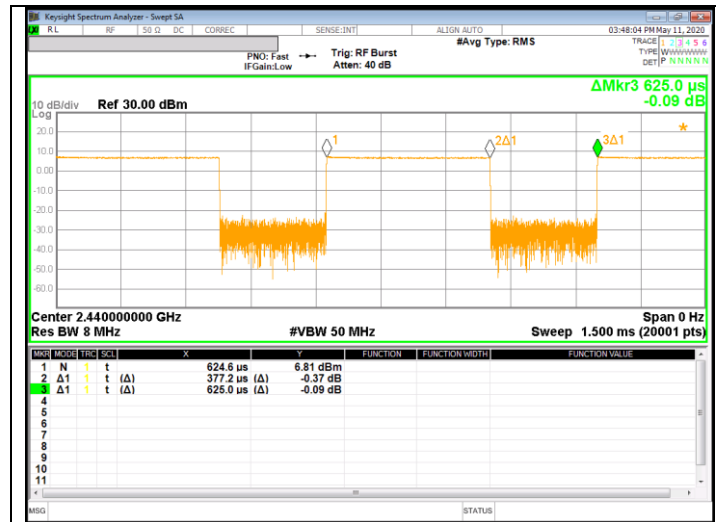 Keysight Spectrum Analyzer - Swept SA
RL RF 50 Ω DC CORREC SENSE:INT ALIGN AUTO 03:48:04 PM May 11, 2020
#Avg Type: RMS TRACE 1 2 3 4 5 6
PNO: Fast Trig: RF Burst TYPE WWWWWW
IFGain:Low Atten: 40 dB DET P N N N N N
ΔMkr3 625.0 µs
-0.09 dB
10 dB/div Ref 30.00 dBm
Log
20.0
10.0
0.00
-10.0
-20.0
-30.0
-40.0
-50.0
-60.0
1
2Δ1
3Δ1
*
Center 2.440000000 GHz Span 0 Hz
Res BW 8 MHz #VBW 50 MHz Sweep 1.500 ms (20001 pts)
MKR MODE TRC SCL X Y FUNCTION FUNCTION WIDTH FUNCTION VALUE
1 N 1 t 624.6 µs 6.81 dBm
2 Δ1 1 t (Δ) 377.2 µs (Δ) -0.37 dB
3 Δ1 1 t (Δ) 625.0 µs (Δ) -0.09 dB
4
5
6
7
8
9
10
11
MSG STATUS